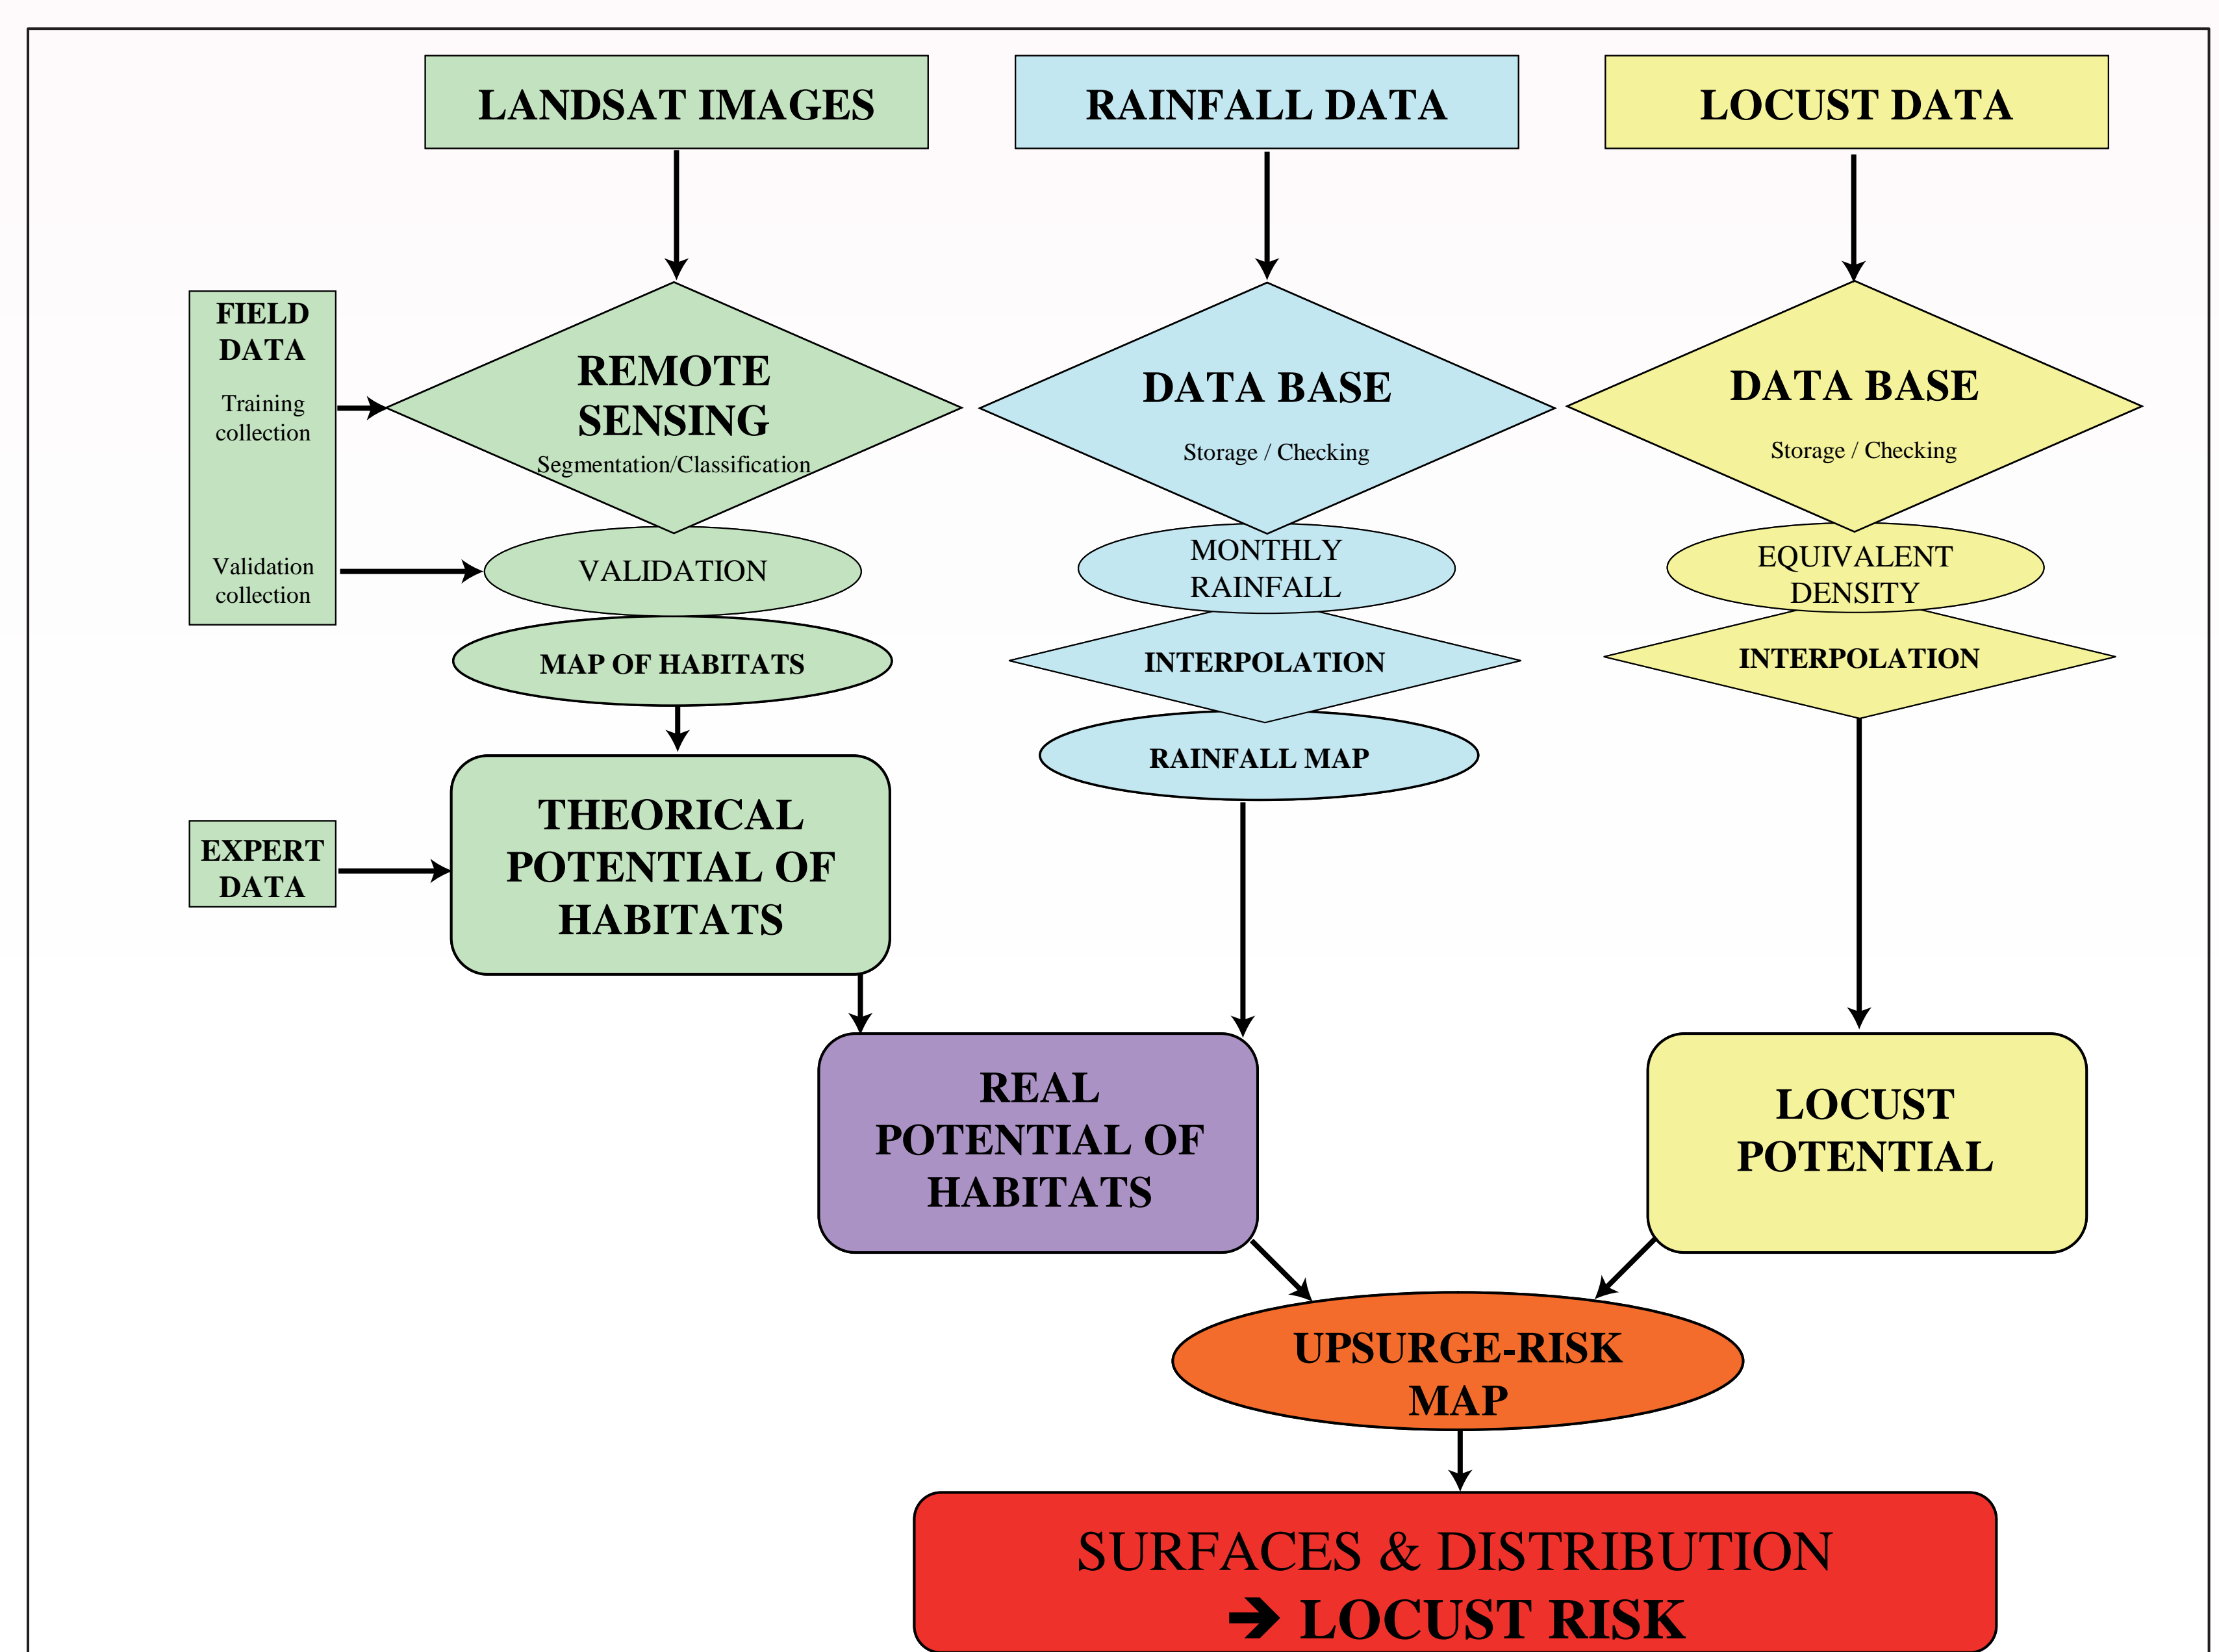 LANDSAT IMAGES
RAINFALL DATA
LOCUST DATA
FIELD
DATA
Training
collection
Validation
collection
REMOTE
SENSING
Segmentation/Classification
DATA BASE
Storage / Checking
DATA BASE
Storage / Checking
VALIDATION
MONTHLY
RAINFALL
EQUIVALENT
DENSITY
MAP OF HABITATS
INTERPOLATION
INTERPOLATION
RAINFALL MAP
EXPERT
DATA
THEORICAL
POTENTIAL OF
HABITATS
REAL
POTENTIAL OF
HABITATS
LOCUST
POTENTIAL
UPSURGE-RISK
MAP
SURFACES & DISTRIBUTION
➔ LOCUST RISK